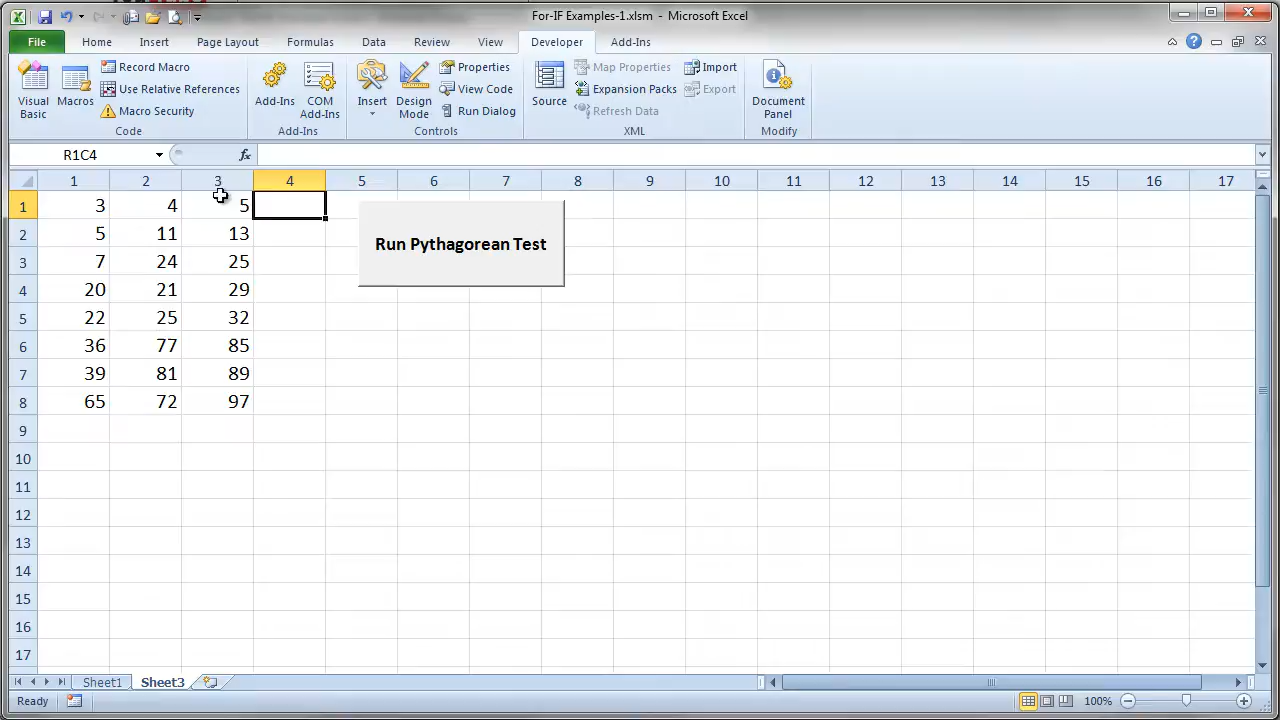 For-IF Examples-1.xlsm - Microsoft Excel
File Home Insert Page Layout Formulas Data Review View Developer Add-Ins
Visual Basic
Macros
Record Macro
Use Relative References
Macro Security
Code
Add-Ins
COM Add-Ins
Add-Ins
Insert
Design Mode
Properties
View Code
Run Dialog
Controls
Source
Map Properties
Expansion Packs
Refresh Data
Import
Export
XML
Document Panel
Modify
R1C4 fx
1 2 3 4 5 6 7 8 9 10 11 12 13 14 15 16 17
1 3 4 5
2 5 11 13
3 7 24 25
4 20 21 29
5 22 25 32
6 36 77 85
7 39 81 89
8 65 72 97
9
10
11
12
13
14
15
16
17
Run Pythagorean Test
Sheet1 Sheet3
Ready 100%